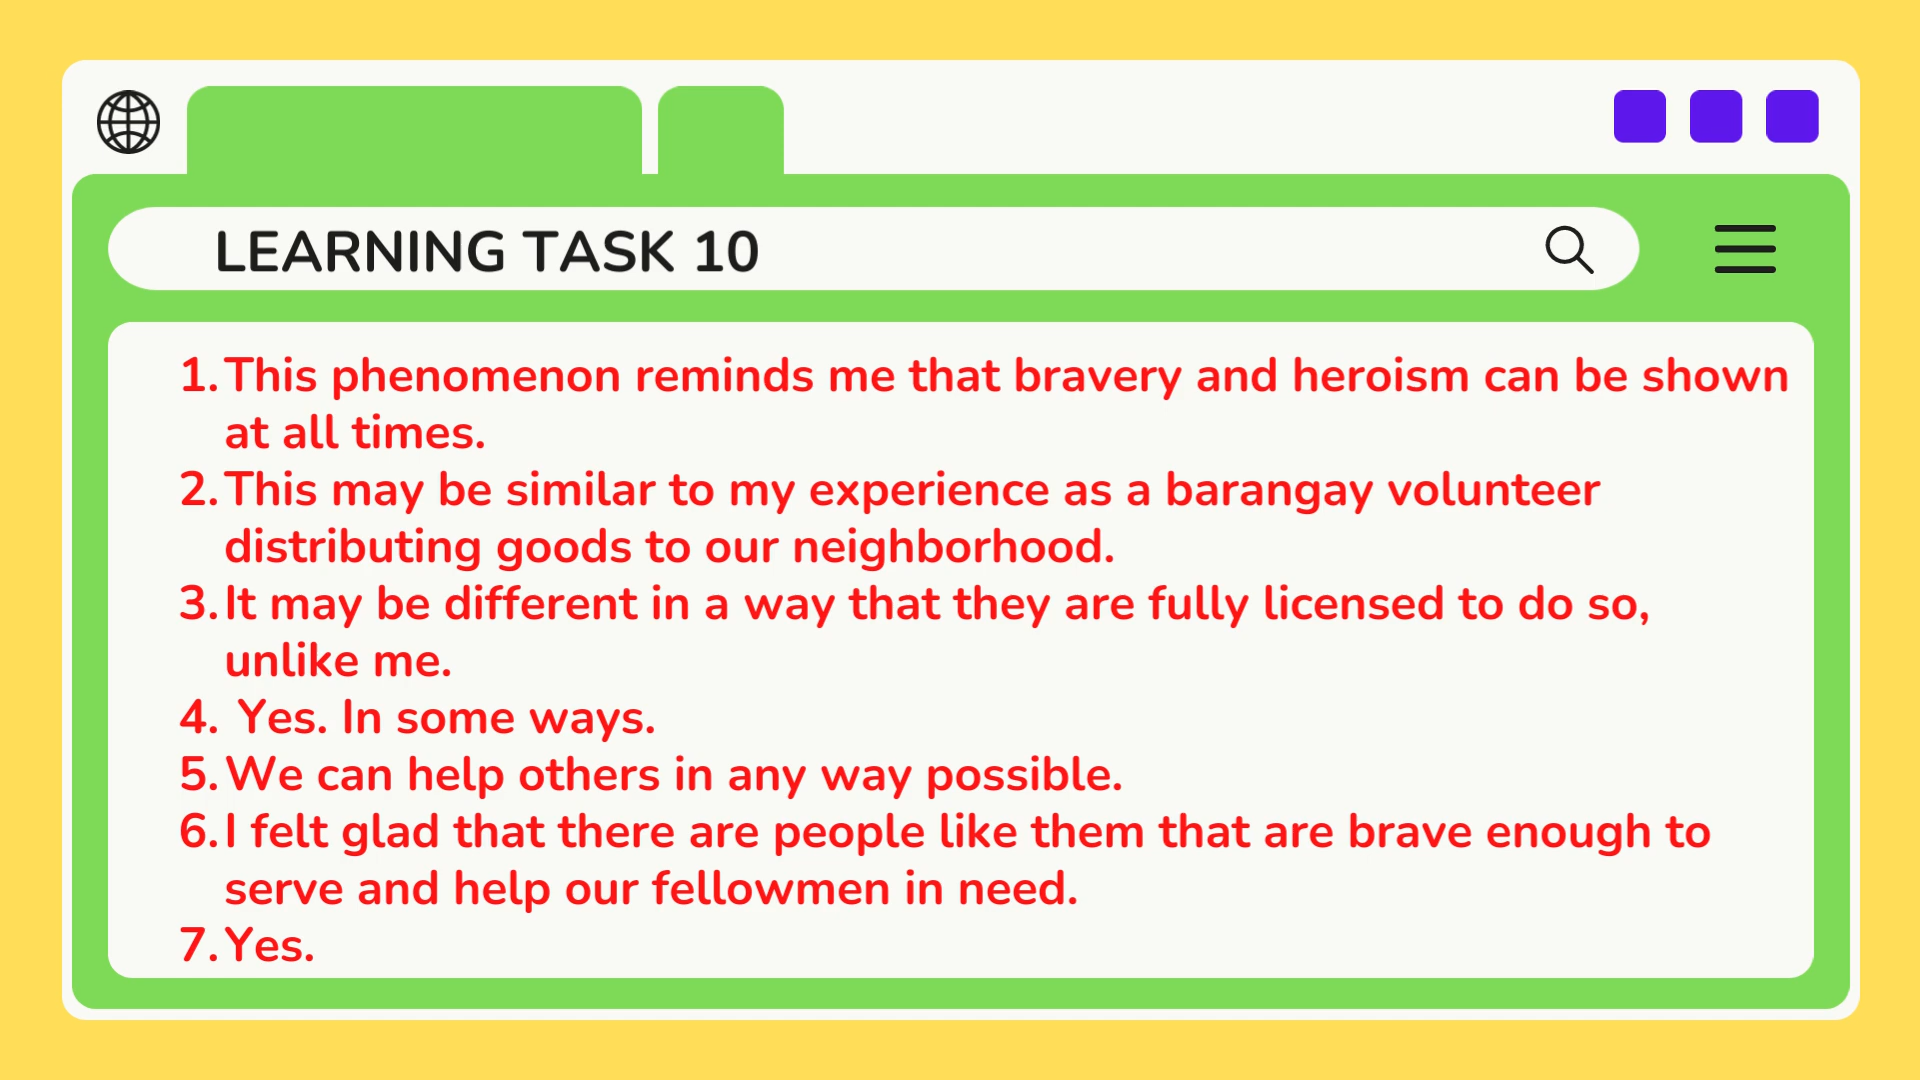 LEARNING TASK 10
1. This phenomenon reminds me that bravery and heroism can be shown
at all times.
2. This may be similar to my experience as a barangay volunteer
distributing goods to our neighborhood.
3. It may be different in a way that they are fully licensed to do so,
unlike me.
4. Yes. In some ways.
5. We can help others in any way possible.
6. I felt glad that there are people like them that are brave enough to
serve and help our fellowmen in need.
7. Yes.